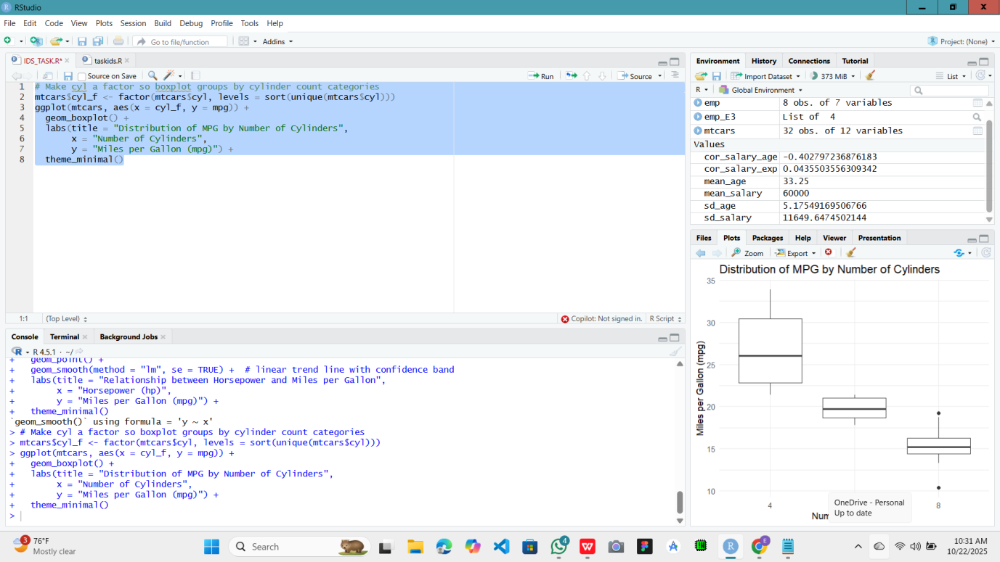 RStudio
File Edit Code View Plots Session Build Debug Profile Tools Help
Go to file/function Addins Project: (None)
IDS_TASK.R* taskids.R
Source on Save Run Source
1 # Make cyl a factor so boxplot groups by cylinder count categories
2 mtcars$cyl_f <- factor(mtcars$cyl, levels = sort(unique(mtcars$cyl)))
3 ggplot(mtcars, aes(x = cyl_f, y = mpg)) +
4 geom_boxplot() +
5 labs(title = "Distribution of MPG by Number of Cylinders",
6 x = "Number of Cylinders",
7 y = "Miles per Gallon (mpg)") +
8 theme_minimal()
1:1 (Top Level) Copilot: Not signed in. R Script
Console Terminal Background Jobs
R 4.5.1 · ~/
+ geom_point() +
+ geom_smooth(method = "lm", se = TRUE) + # linear trend line with confidence band
+ labs(title = "Relationship between Horsepower and Miles per Gallon",
+ x = "Horsepower (hp)",
+ y = "Miles per Gallon (mpg)") +
+ theme_minimal()
`geom_smooth()` using formula = 'y ~ x'
> # Make cyl a factor so boxplot groups by cylinder count categories
> mtcars$cyl_f <- factor(mtcars$cyl, levels = sort(unique(mtcars$cyl)))
> ggplot(mtcars, aes(x = cyl_f, y = mpg)) +
+ geom_boxplot() +
+ labs(title = "Distribution of MPG by Number of Cylinders",
+ x = "Number of Cylinders",
+ y = "Miles per Gallon (mpg)") +
+ theme_minimal()
>
Environment History Connections Tutorial
Import Dataset 373 MiB List
R Global Environment
emp 8 obs. of 7 variables
emp_E3 List of 4
mtcars 32 obs. of 12 variables
Values
cor_salary_age -0.402797236876183
cor_salary_exp 0.0435503556309342
mean_age 33.25
mean_salary 60000
sd_age 5.17549169506766
sd_salary 11649.6474502144
Files Plots Packages Help Viewer Presentation
Zoom Export
Distribution of MPG by Number of Cylinders
Miles per Gallon (mpg)
35
30
25
20
15
10
4 8
Num
OneDrive - Personal
Up to date
3
76°F
Mostly clear
Search
4
E
10:31 AM
10/22/2025